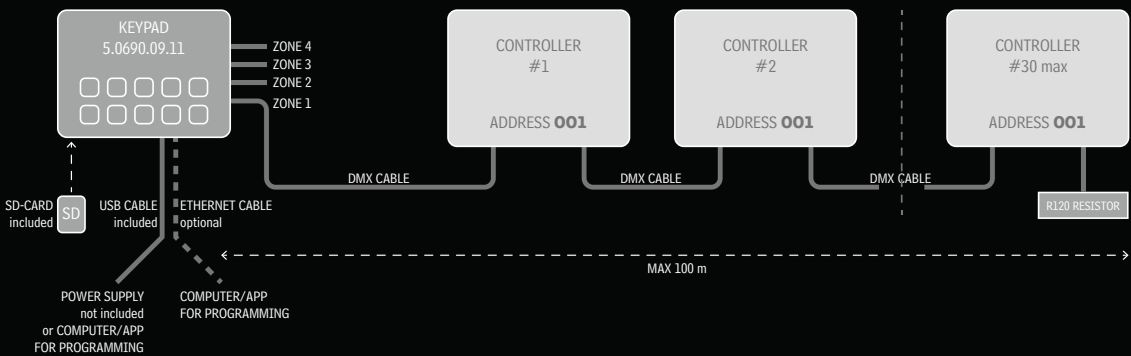 KEYPAD
5.0690.09.11
ZONE 4
ZONE 3
ZONE 2
ZONE 1
CONTROLLER
#1
ADDRESS 001
CONTROLLER
#2
ADDRESS 001
CONTROLLER
#30 max
ADDRESS 001
DMX CABLE
DMX CABLE
DMX CABLE
R120 RESISTOR
SD-CARD
included
SD
USB CABLE
included
ETHERNET CABLE
optional
MAX 100 m
POWER SUPPLY
not included
or COMPUTER/APP
FOR PROGRAMMING
COMPUTER/APP
FOR PROGRAMMING